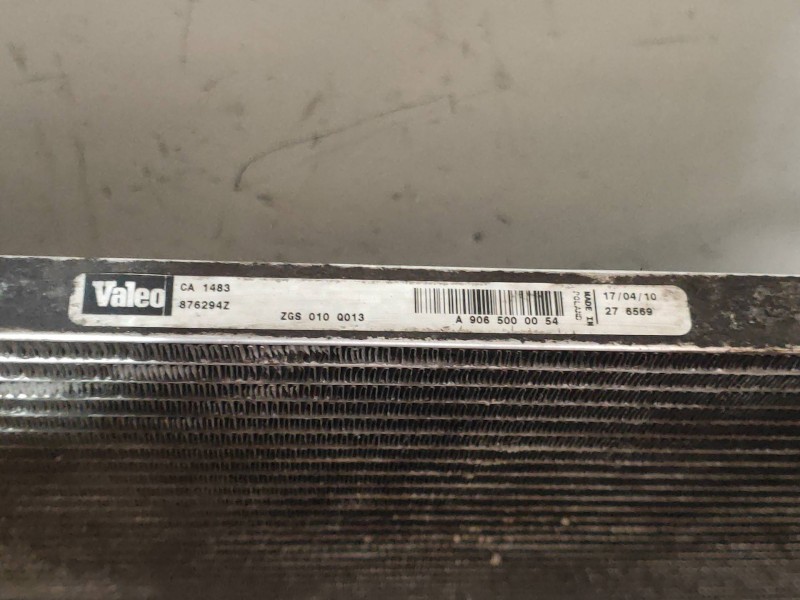 Valeo
CA 1483
876294Z
ZGS 010 Q013
A 906 500 00 54
MADE IN
POLAND
17/04/10
27 6569